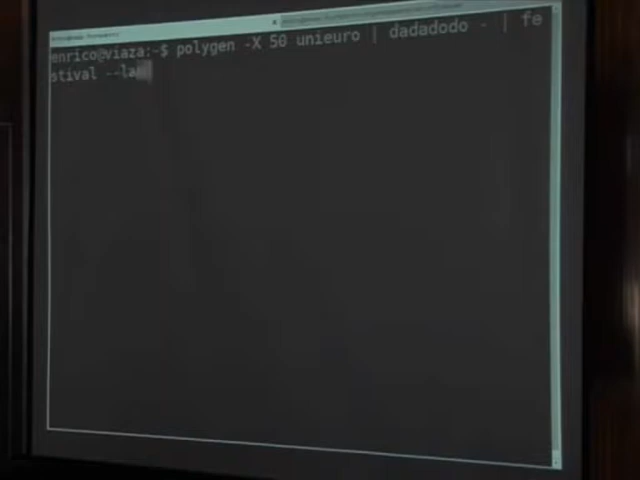 enrico@viaza:~$ polygen -X 50 unieuro | dadadodo - | fe
stival --la